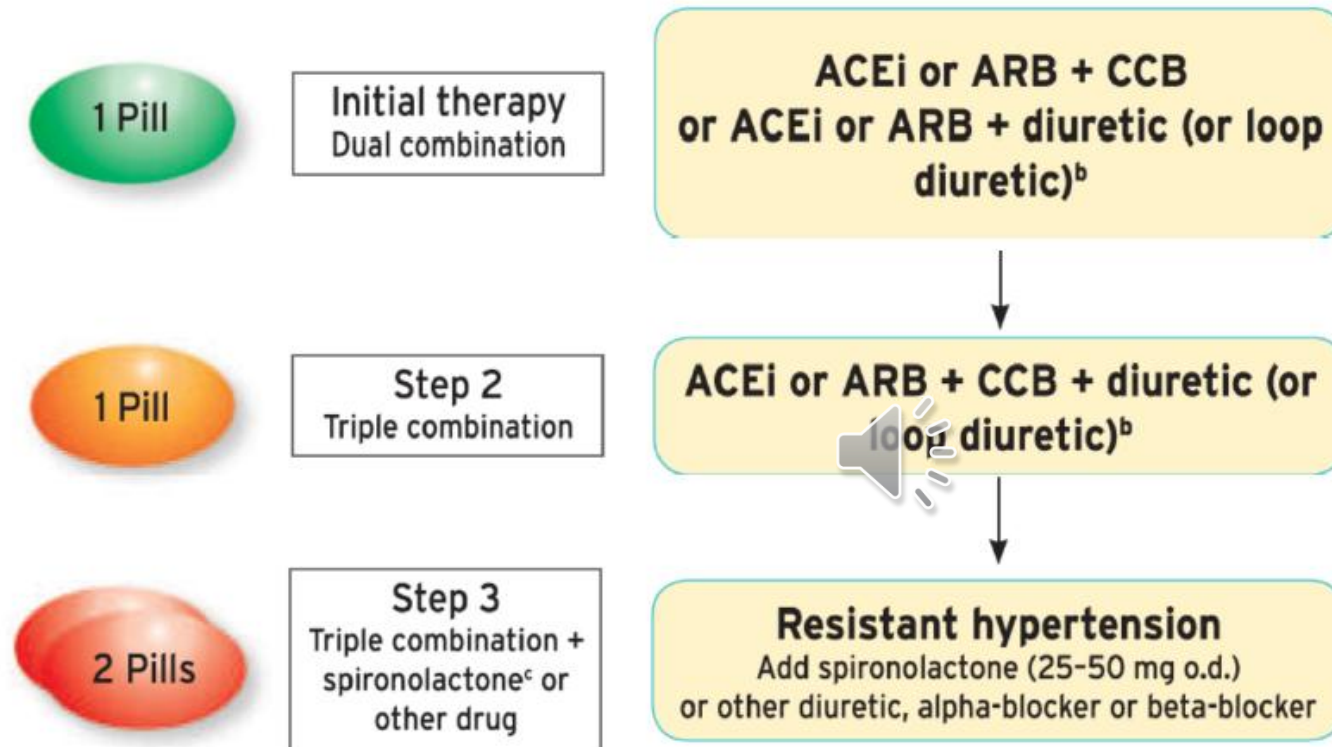 1 Pill
Initial therapy
Dual combination
ACEi or ARB + CCB
or ACEi or ARB + diuretic (or loop
diuretic)ᵇ
1 Pill
Step 2
Triple combination
ACEi or ARB + CCB + diuretic (or
loop diuretic)ᵇ
2 Pills
Step 3
Triple combination +
spironolactoneᶜ or
other drug
Resistant hypertension
Add spironolactone (25–50 mg o.d.)
or other diuretic, alpha-blocker or beta-blocker